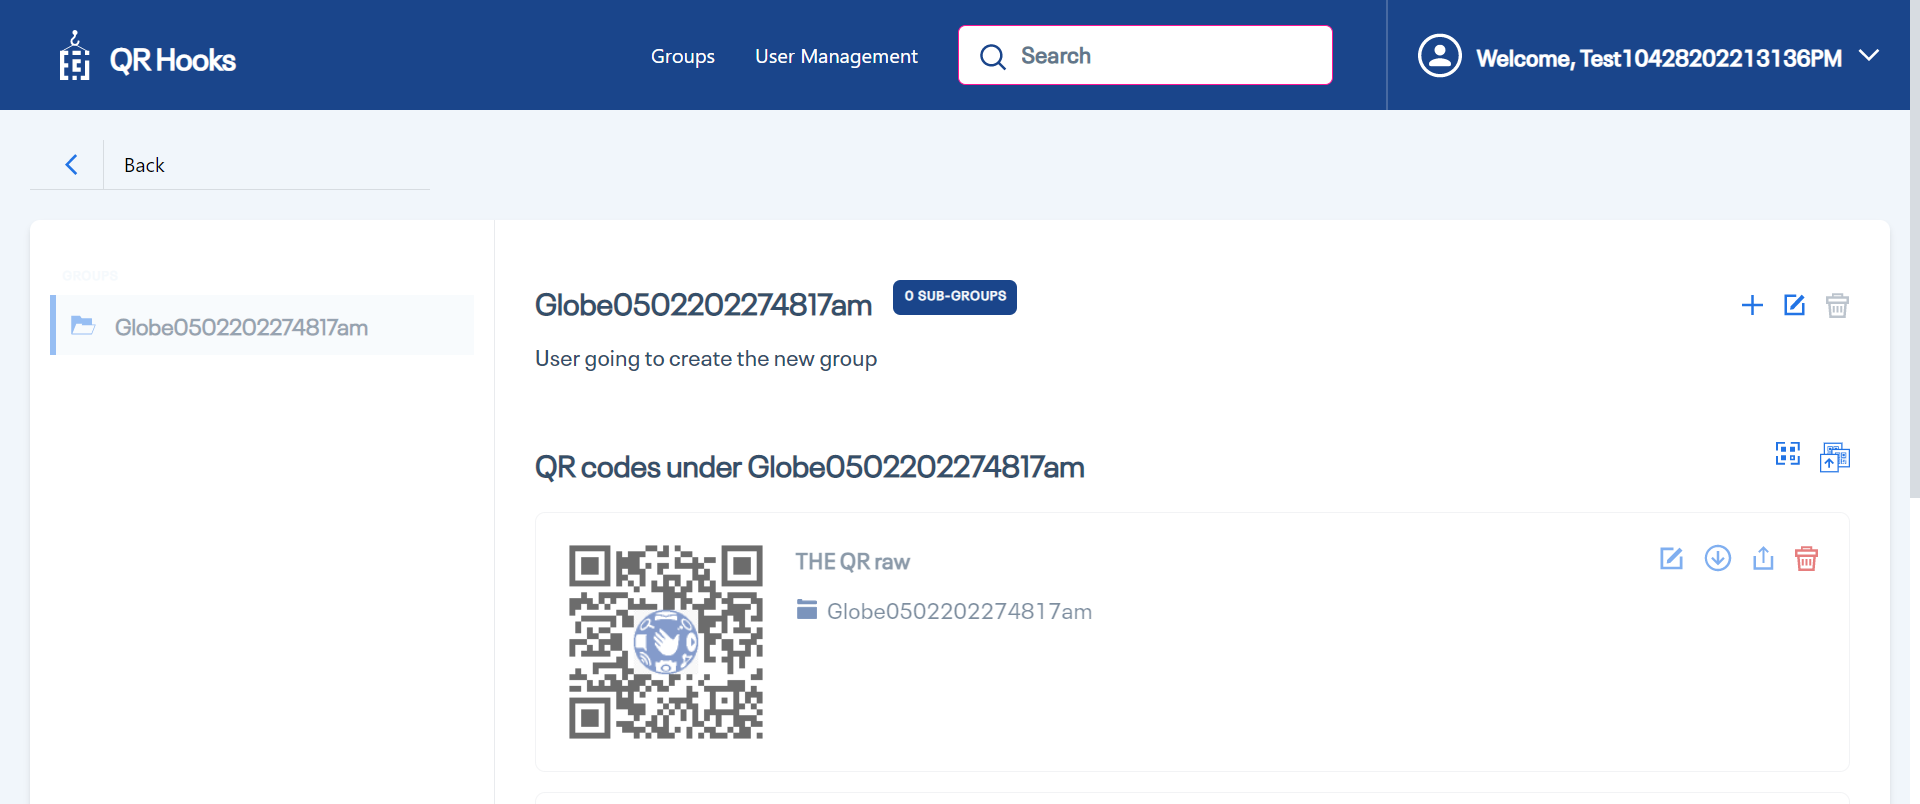 QR Hooks
Groups
User Management
Search
Welcome, Test10428202213136PM
Back
GROUPS
Globe0502202274817am
Globe0502202274817am
0 SUB-GROUPS
User going to create the new group
QR codes under Globe0502202274817am
THE QR raw
Globe0502202274817am